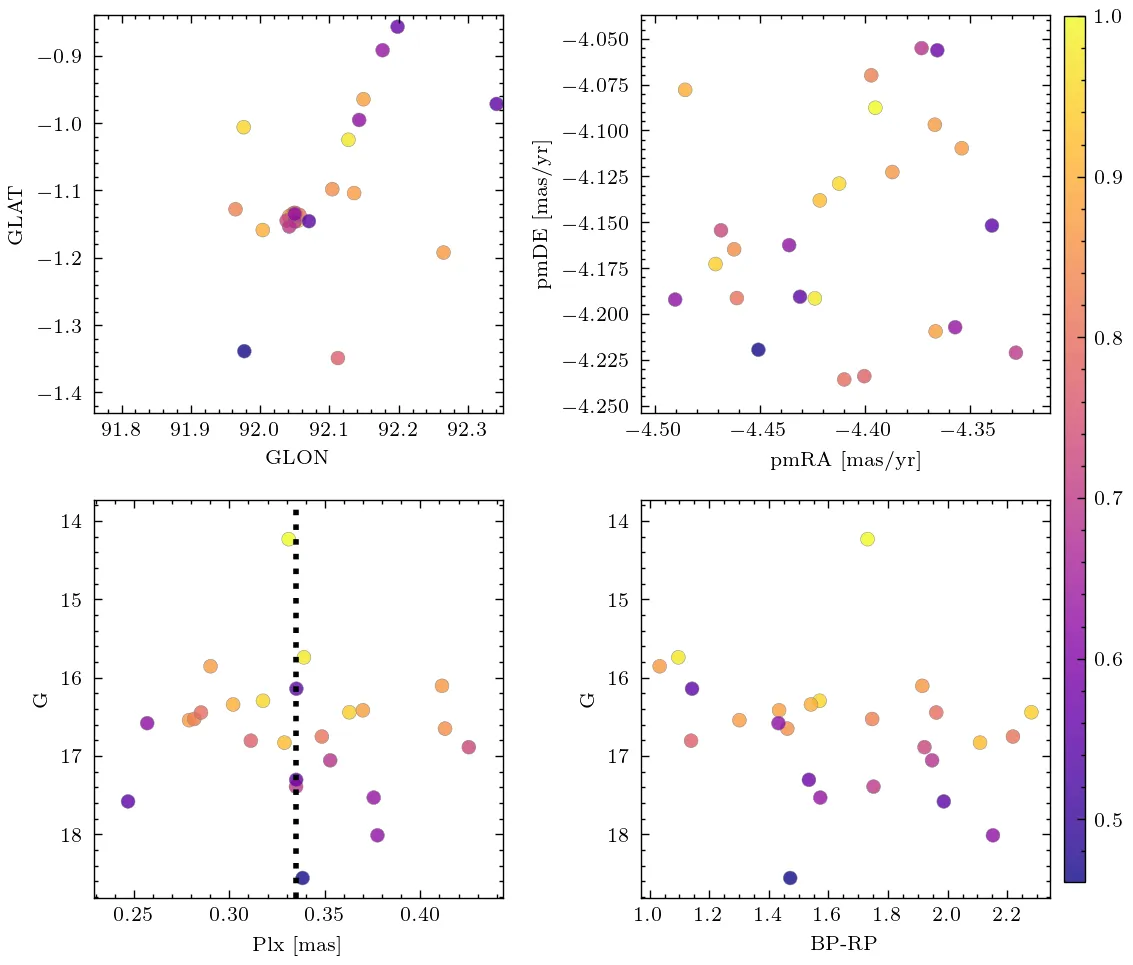 −0.9
−1.0
−1.1
−1.2
−1.3
−1.4
GLAT
91.8 91.9 92.0 92.1 92.2 92.3
GLON
−4.050
−4.075
−4.100
−4.125
−4.150
−4.175
−4.200
−4.225
−4.250
pmDE [mas/yr]
−4.50 −4.45 −4.40 −4.35
pmRA [mas/yr]
14
15
16
17
18
G
0.25 0.30 0.35 0.40
Plx [mas]
14
15
16
17
18
G
1.0 1.2 1.4 1.6 1.8 2.0 2.2
BP-RP
1.0
0.9
0.8
0.7
0.6
0.5